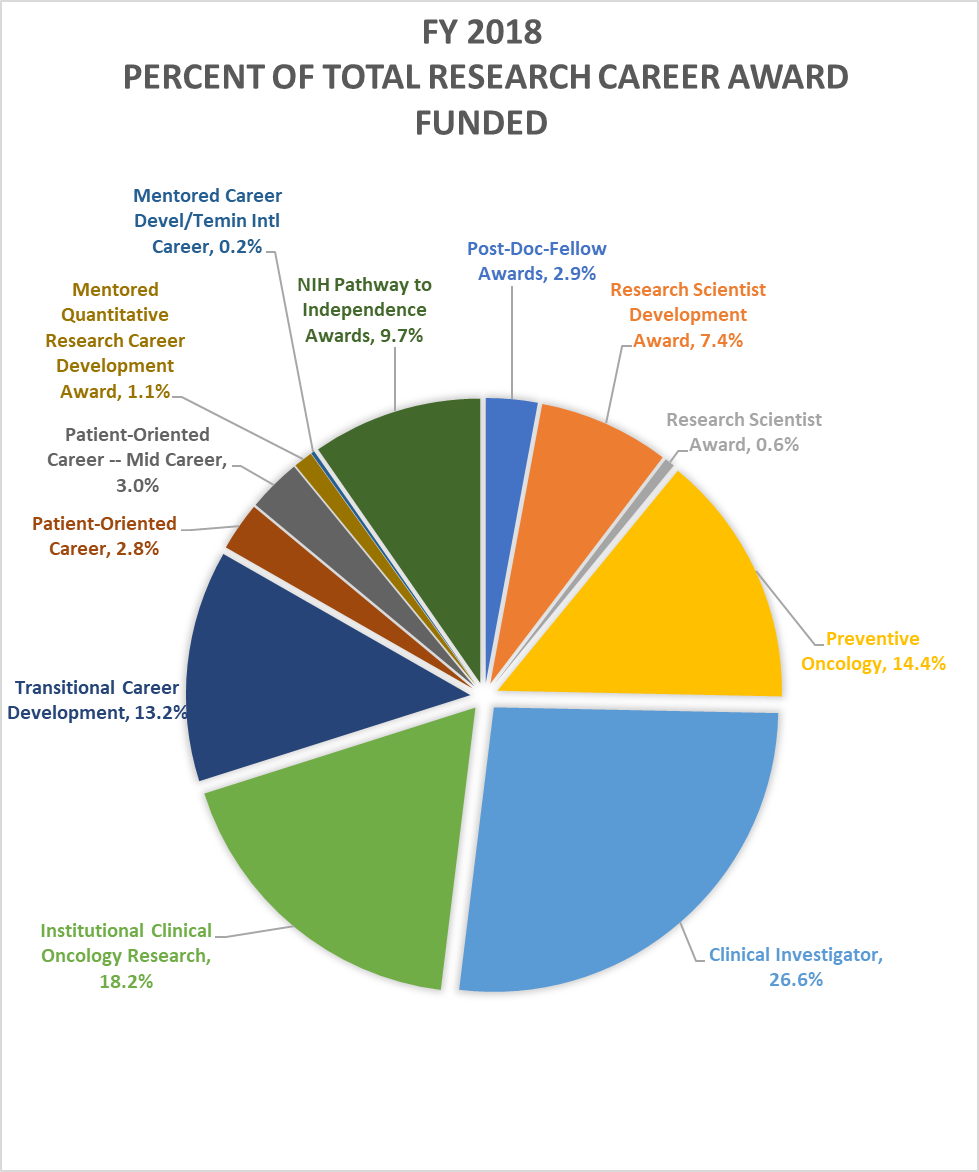 FY 2018
PERCENT OF TOTAL RESEARCH CAREER AWARD
FUNDED
Mentored Career
Devel/Temin Intl
Career, 0.2%
Post-Doc-Fellow
Awards, 2.9%
NIH Pathway to
Independence
Awards, 9.7%
Mentored
Quantitative
Research Career
Development
Award, 1.1%
Research Scientist
Development
Award, 7.4%
Research Scientist
Award, 0.6%
Patient-Oriented
Career -- Mid Career,
3.0%
Patient-Oriented
Career, 2.8%
Preventive
Oncology, 14.4%
Transitional Career
Development, 13.2%
Institutional Clinical
Oncology Research,
18.2%
Clinical Investigator,
26.6%